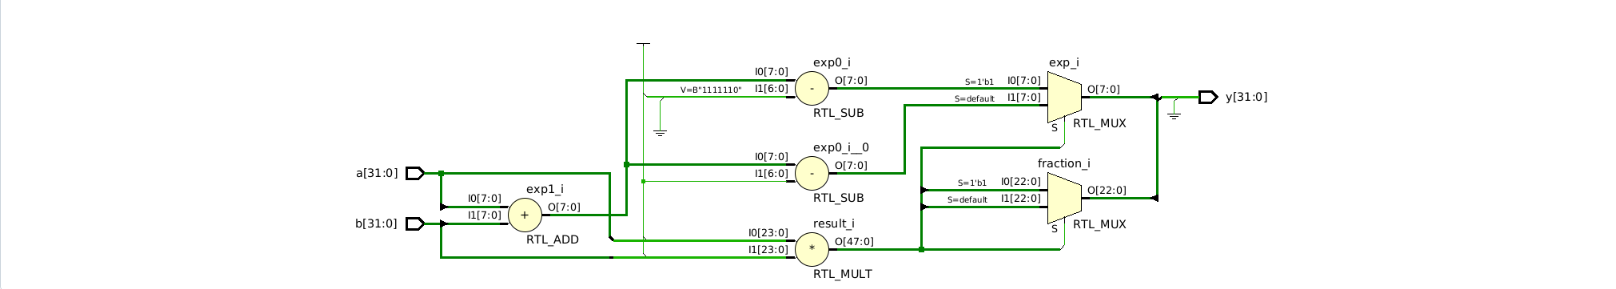 a[31:0]
b[31:0]
exp1_i
I0[7:0]
I1[7:0]
+
O[7:0]
RTL_ADD
exp0_i
I0[7:0]
V=B"1111110"
I1[6:0]
-
O[7:0]
RTL_SUB
exp0_i__0
I0[7:0]
I1[6:0]
-
O[7:0]
RTL_SUB
result_i
I0[23:0]
I1[23:0]
*
O[47:0]
RTL_MULT
exp_i
S=1'b1
I0[7:0]
S=default
I1[7:0]
O[7:0]
S
RTL_MUX
fraction_i
S=1'b1
I0[22:0]
S=default
I1[22:0]
O[22:0]
S
RTL_MUX
y[31:0]